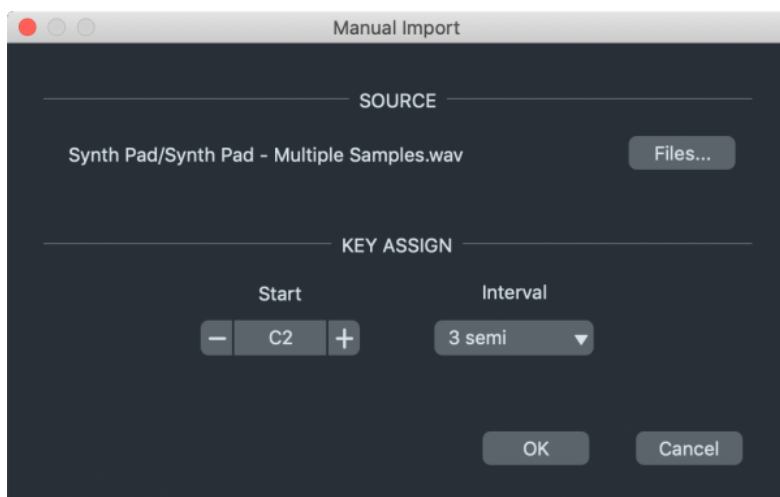 Manual Import
SOURCE
Synth Pad/Synth Pad - Multiple Samples.wav Files...
KEY ASSIGN
Start Interval
− C2 + 3 semi
OK Cancel